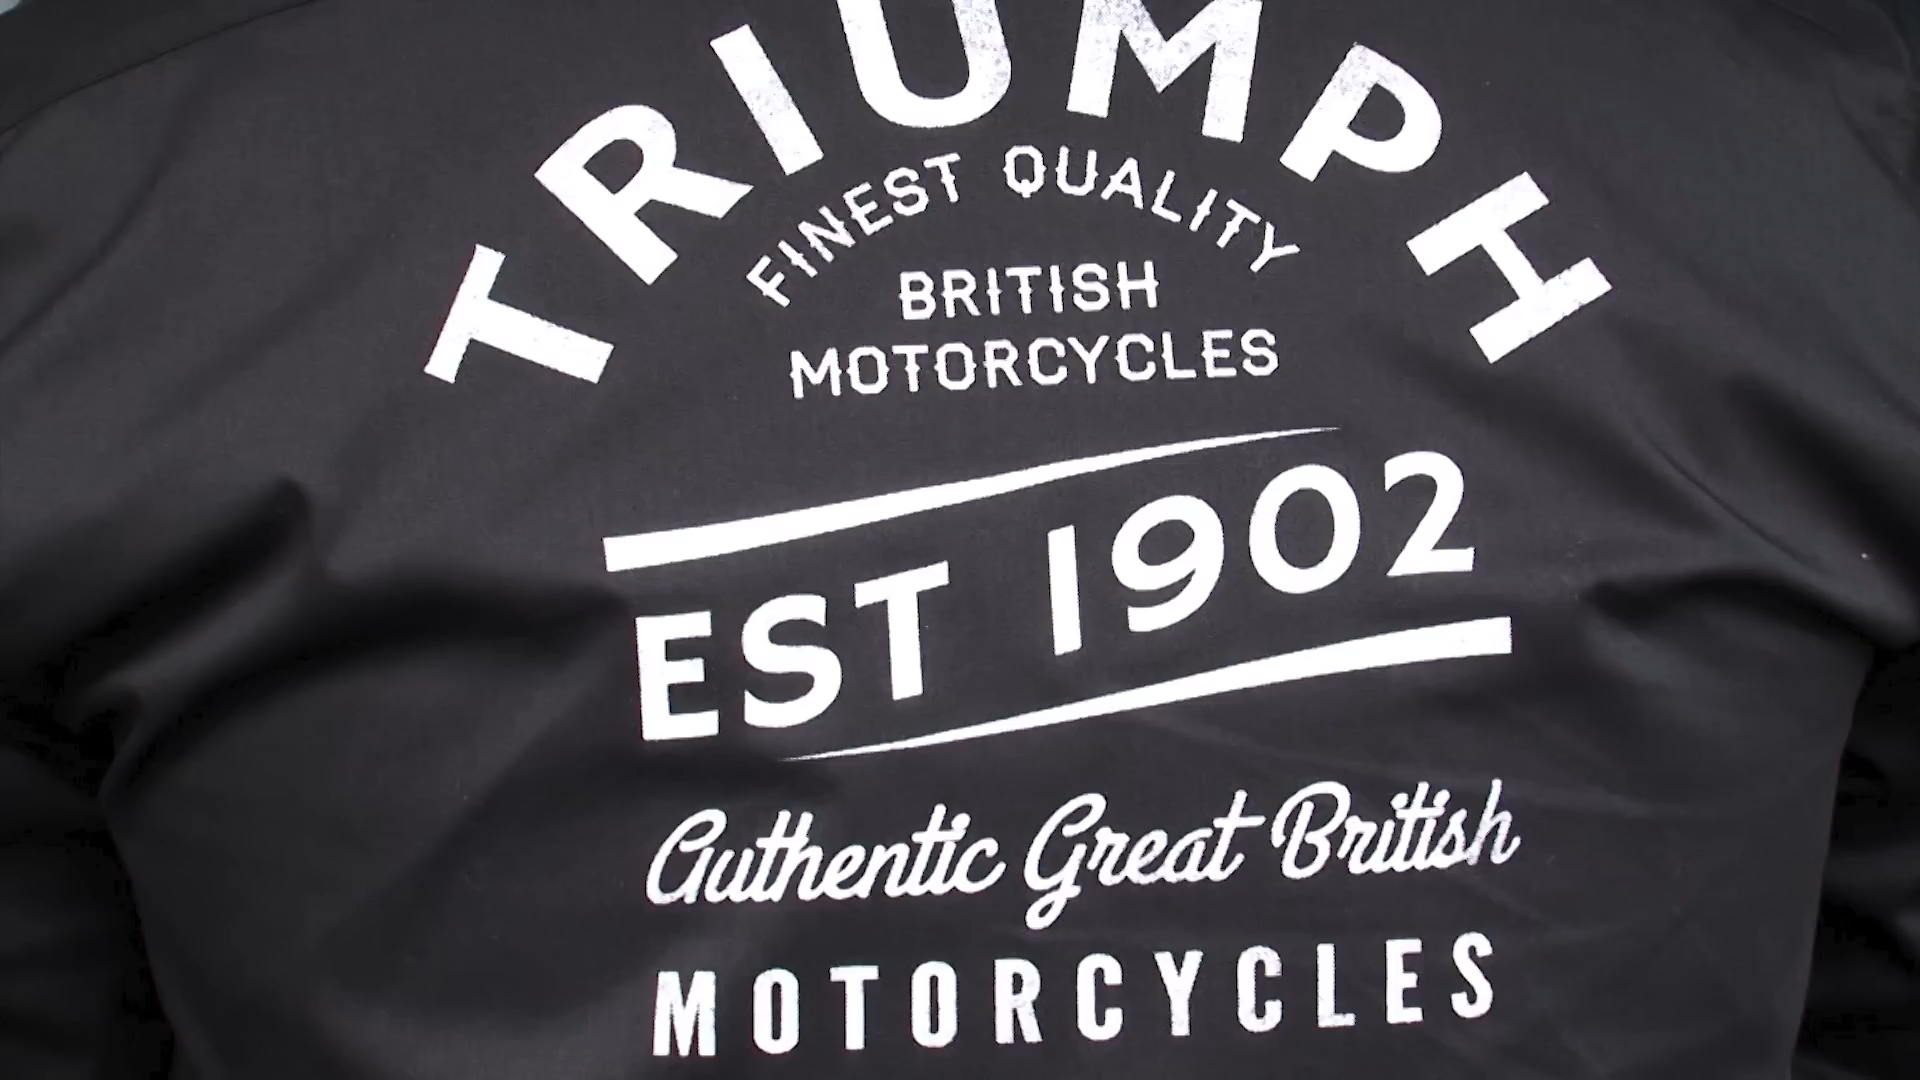 TRIUMPH
FINEST QUALITY
BRITISH
MOTORCYCLES
EST 1902
Authentic Great British
MOTORCYCLES